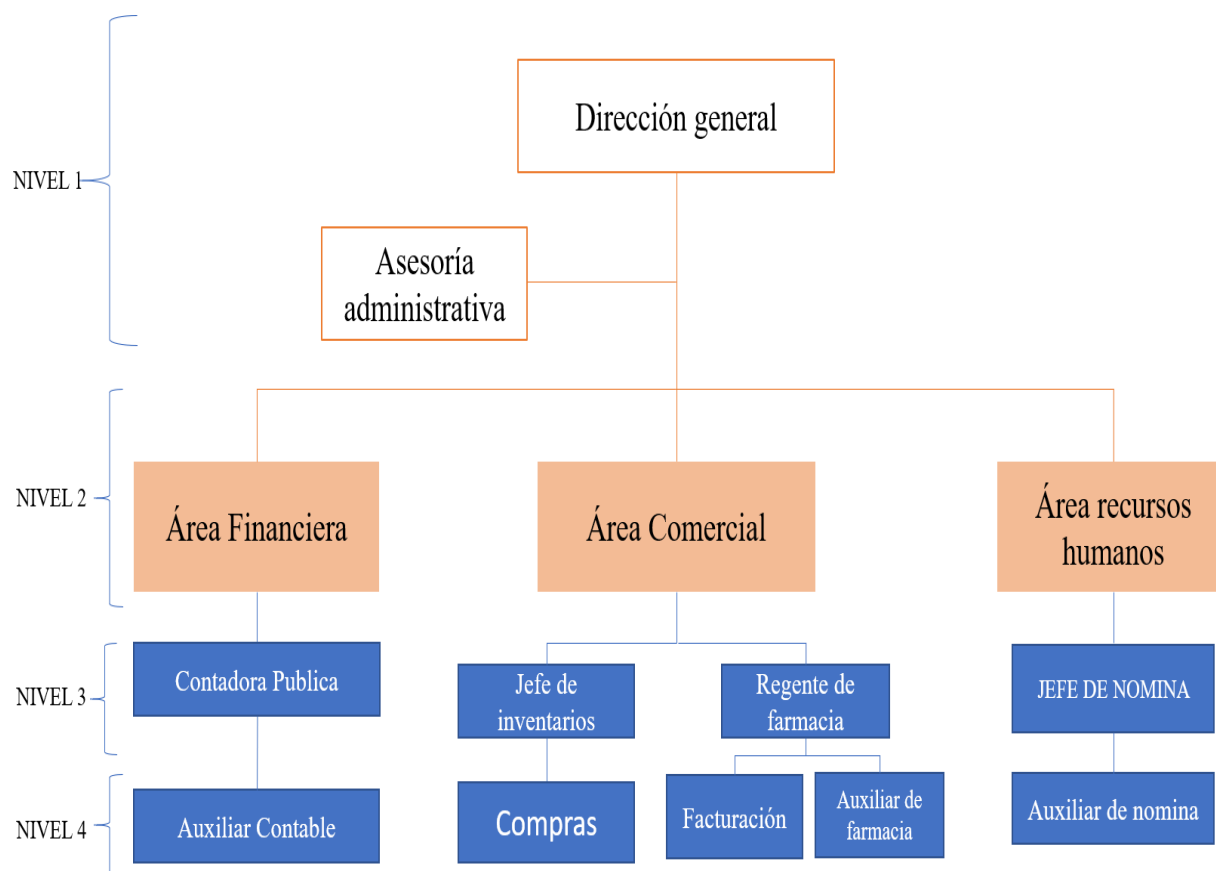 Dirección general
NIVEL 1
Asesoría
administrativa
NIVEL 2
Área Financiera
Área Comercial
Área recursos
humanos
NIVEL 3
Contadora Publica
Jefe de
inventarios
Regente de
farmacia
JEFE DE NOMINA
NIVEL 4
Auxiliar Contable
Compras
Facturación
Auxiliar de
farmacia
Auxiliar de nomina